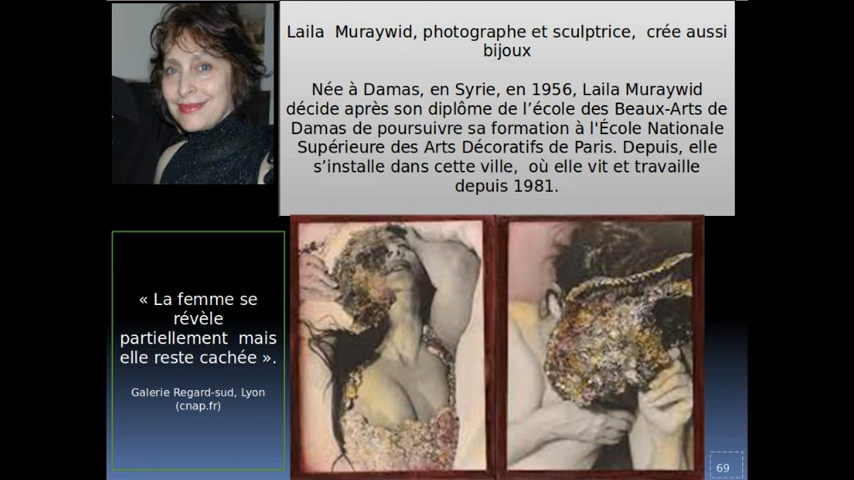 Laila Muraywid, photographe et sculptrice, crée aussi
bijoux
Née à Damas, en Syrie, en 1956, Laila Muraywid
décide après son diplôme de l’école des Beaux-Arts de
Damas de poursuivre sa formation à l'École Nationale
Supérieure des Arts Décoratifs de Paris. Depuis, elle
s’installe dans cette ville, où elle vit et travaille
depuis 1981.
« La femme se
révèle
partiellement mais
elle reste cachée ».
Galerie Regard-sud, Lyon
(cnap.fr)
69